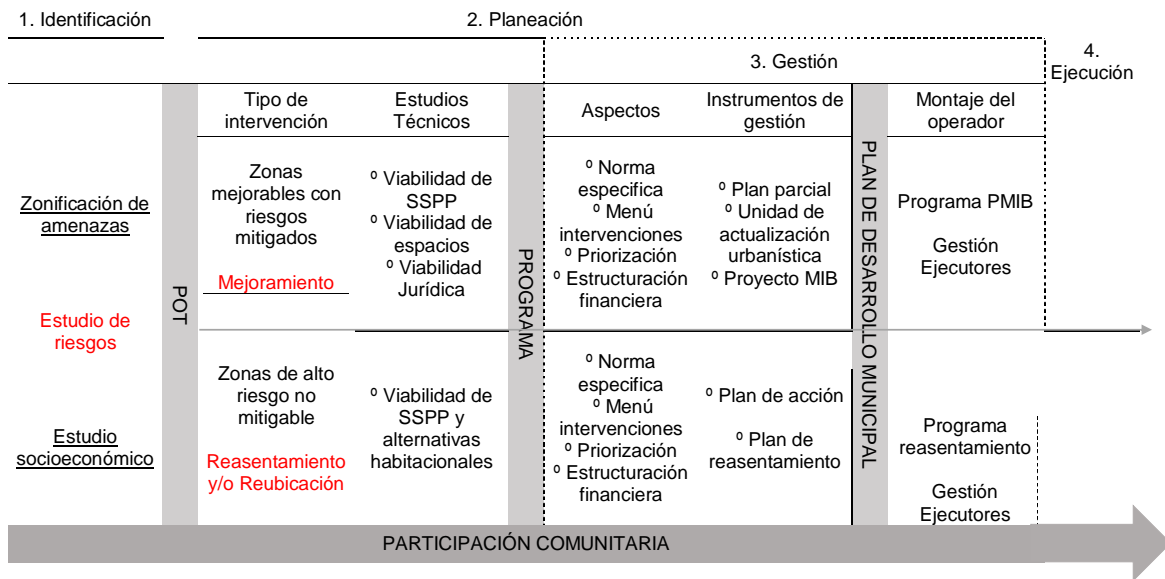 1. Identificación
2. Planeación
3. Gestión
4.
Ejecución
Tipo de
intervención
Estudios
Técnicos
Aspectos
Instrumentos de
gestión
Montaje del
operador
Zonificación de
amenazas
Estudio de
riesgos
Estudio
socioeconómico
POT
Zonas
mejorables con
riesgos
mitigados
Mejoramiento
º Viabilidad de
SSPP
º Viabilidad de
espacios
º Viabilidad
Jurídica
PROGRAMA
º Norma
especifica
º Menú
intervenciones
º Priorización
º Estructuración
financiera
º Plan parcial
º Unidad de
actualización
urbanística
º Proyecto MIB
PLAN DE DESARROLLO MUNICIPAL
Programa PMIB
Gestión
Ejecutores
Zonas de alto
riesgo no
mitigable
Reasentamiento
y/o Reubicación
º Viabilidad de
SSPP y
alternativas
habitacionales
º Norma
especifica
º Menú
intervenciones
º Priorización
º Estructuración
financiera
º Plan de acción
º Plan de
reasentamiento
Programa
reasentamiento
Gestión
Ejecutores
PARTICIPACIÓN COMUNITARIA